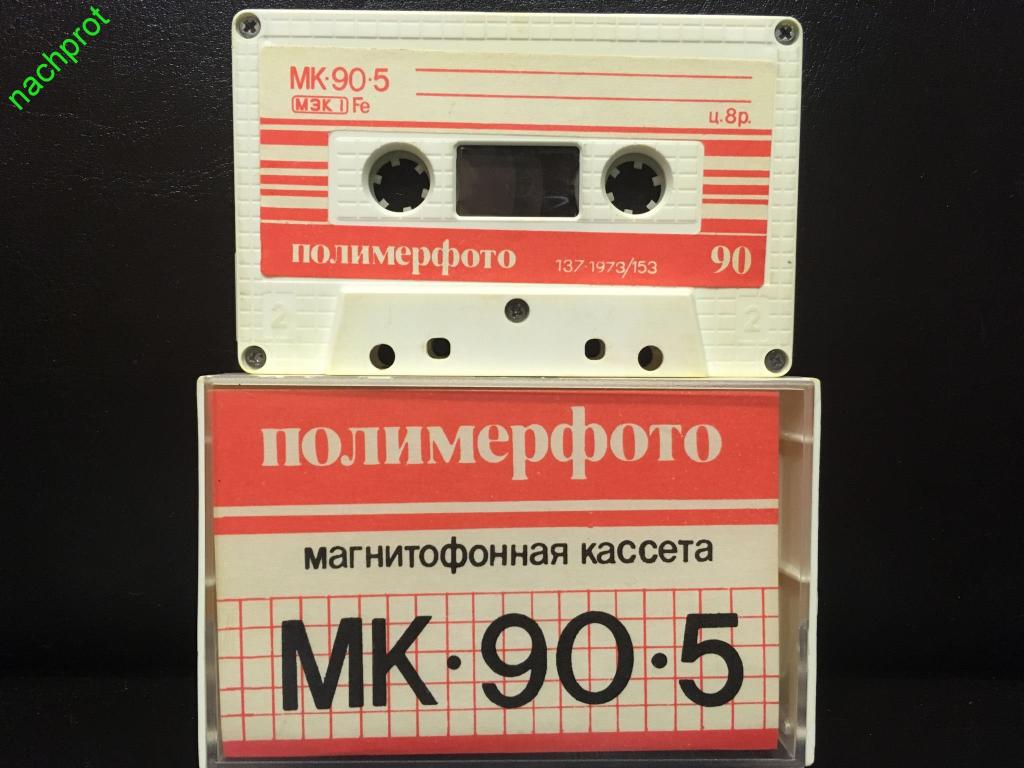 nachprot
МК·90·5
МЭК I Fe
ц.8р.
полимерфото 137-1973/153 90
2 2
полимерфото
магнитофонная кассета
МК·90·5